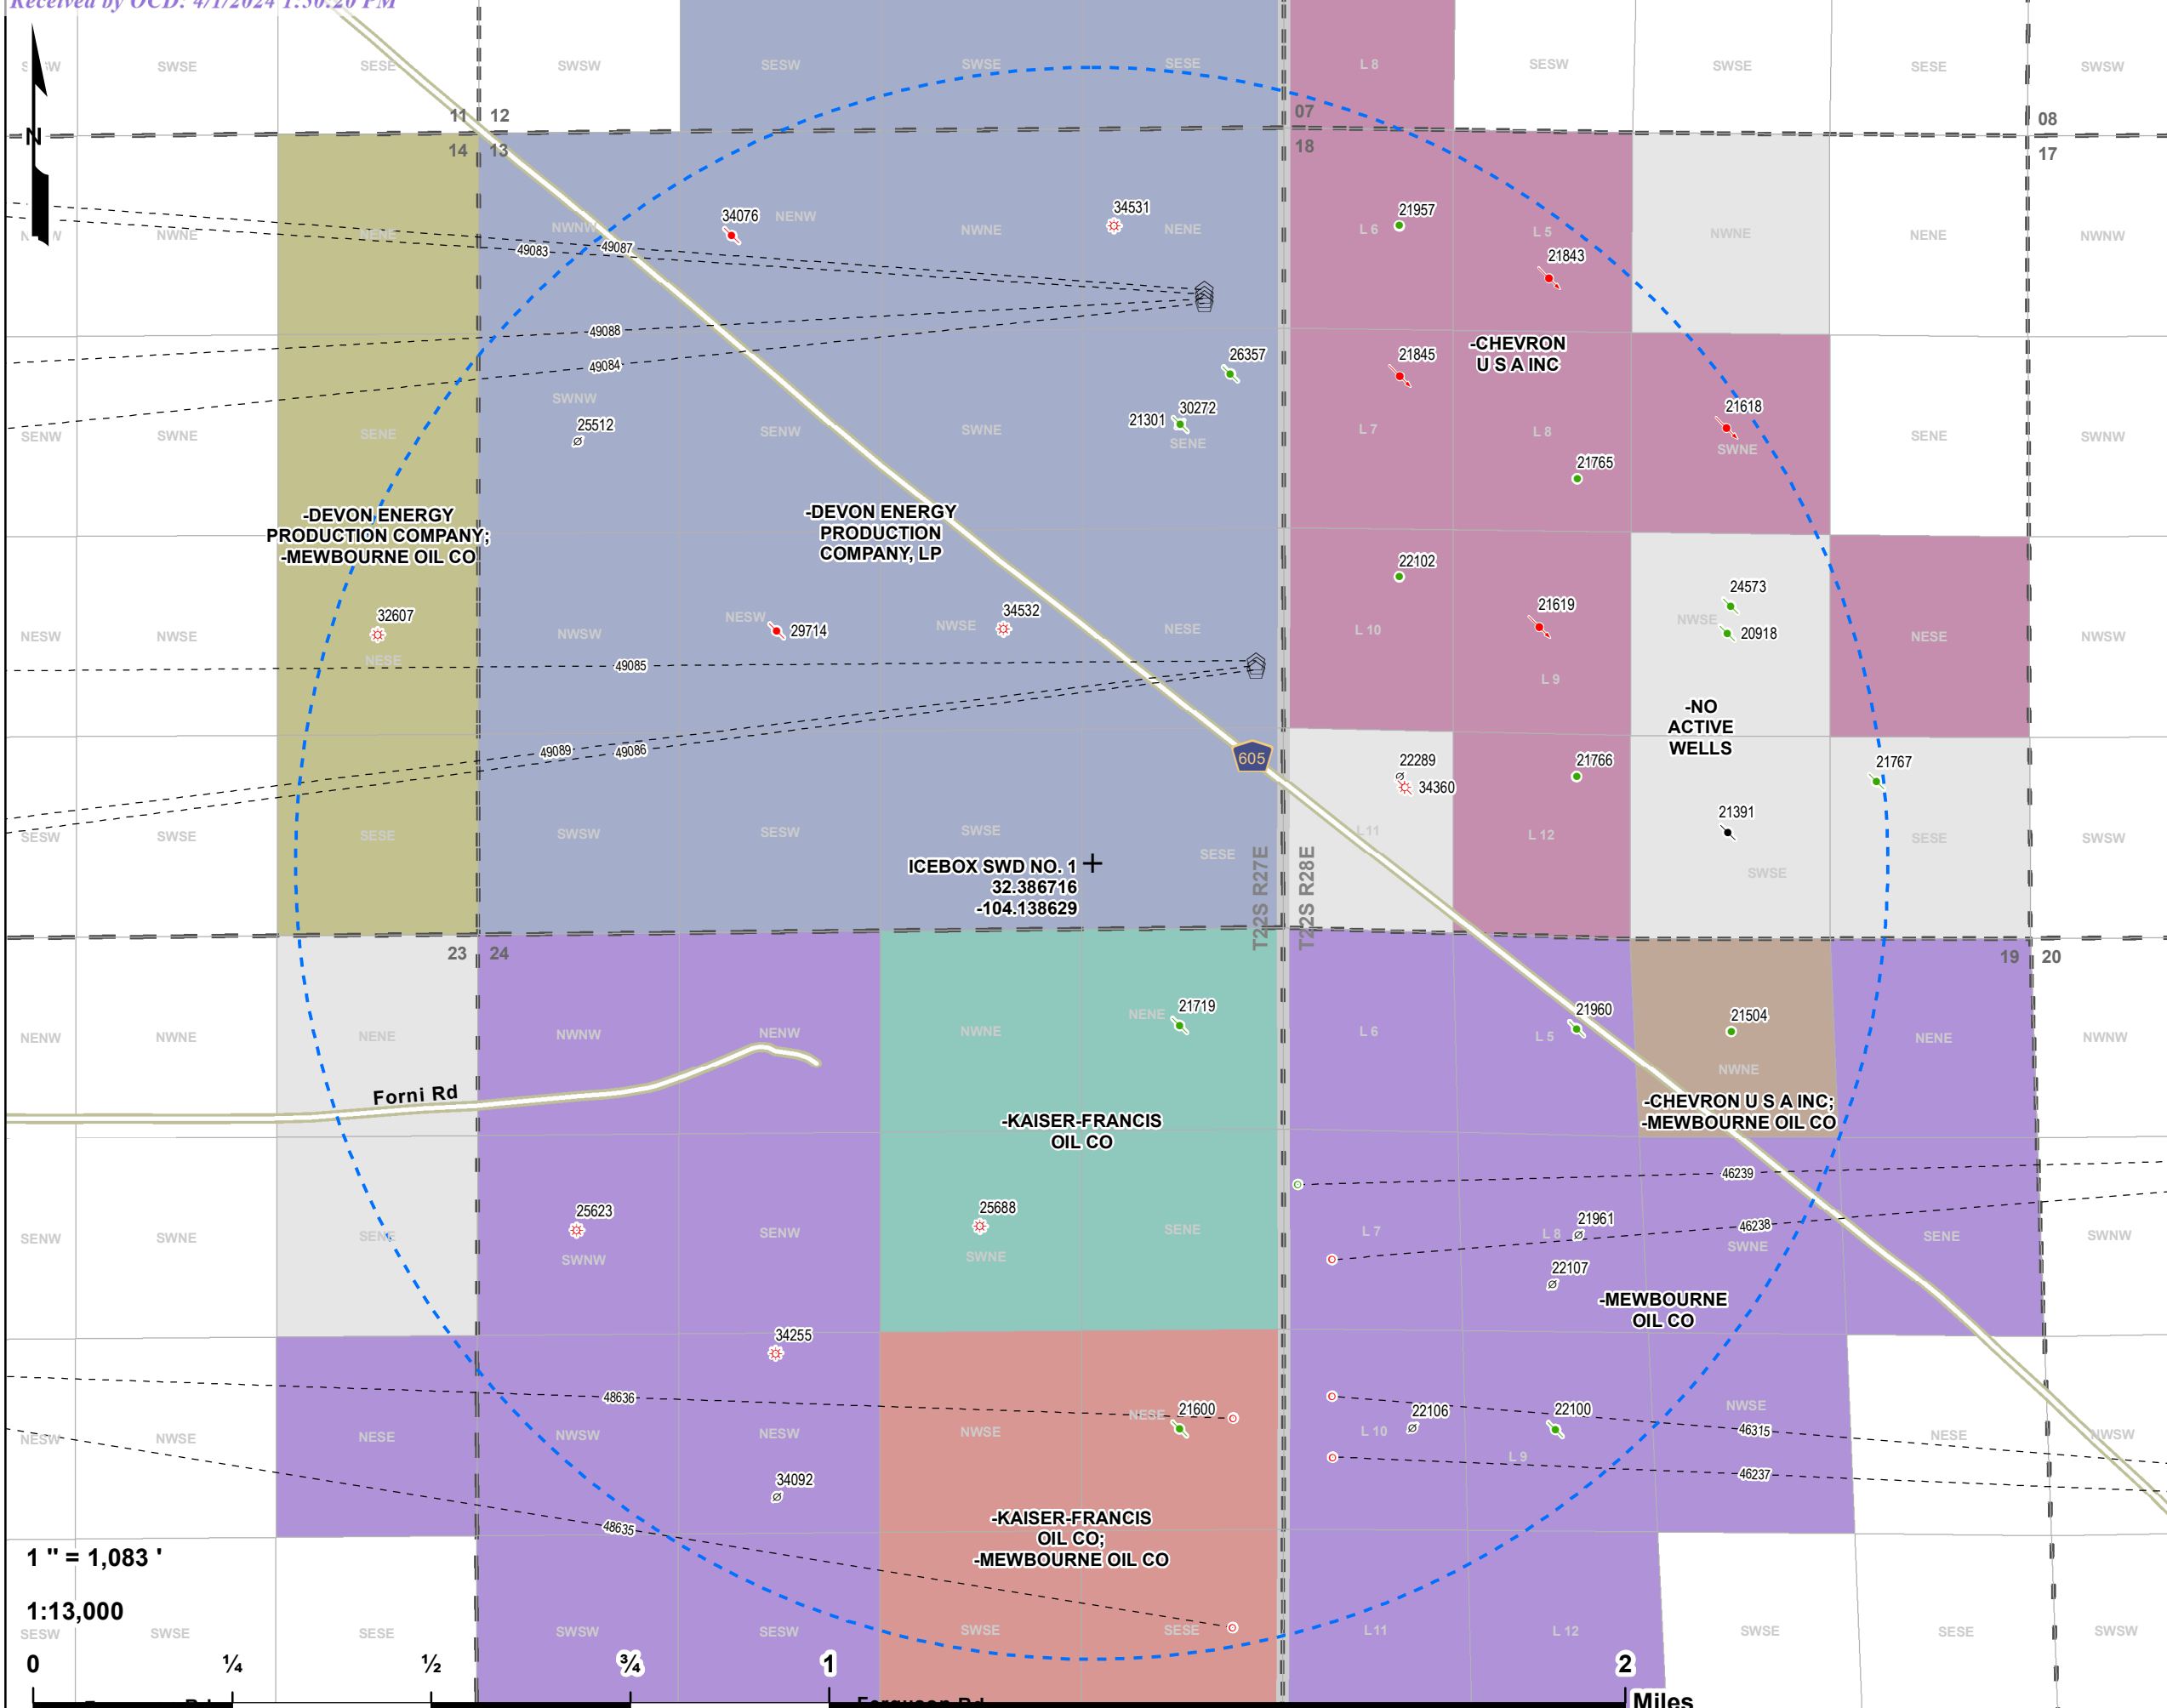 Received by OCD: 4/1/2024 1:50:20 PM
SWSE
SESE
SWSW
SESW
SWSE
SESE
L 8
SESW
SWSE
SESE
SWSW
11
12
07
08
N
14
13
18
17
34076
NENW
34531
21957
NWNE
NENE
NWNW
49083
49087
NWNE
NENE
L 6
L 5
NWNE
NENE
NWNW
21843
49088
49084
26357
21845
-CHEVRON
U S A INC
SWNW
25512
30272
21301
21618
SENW
SWNE
SENE
SENW
SWNE
SENE
L 7
L 8
SWNE
SENE
SWNW
21765
-DEVON ENERGY
PRODUCTION COMPANY;
-MEWBOURNE OIL CO
-DEVON ENERGY
PRODUCTION
COMPANY, LP
22102
24573
32607
34532
21619
NESW
29714
NWSE
NWSE
20918
NESW
NWSE
NESE
NWSW
NESE
L 10
NESE
NWSW
49085
L 9
-NO
ACTIVE
WELLS
49089
49086
605
22289
34360
21766
21767
21391
SESW
SWSE
SESE
SWSW
SESW
SWSE
SESE
L11
L 12
SWSE
SESE
SWSW
ICEBOX SWD NO. 1
32.386716
-104.138629
T22S R27E
T22S R28E
23
24
19
20
21719
21960
21504
NENW
NWNE
NENE
NWNW
NENW
NWNE
NENE
L 6
L 5
NWNE
NENE
NWNW
Forni Rd
-KAISER-FRANCIS
OIL CO
-CHEVRON U S A INC;
-MEWBOURNE OIL CO
46239
25623
25688
21961
46238
SENW
SWNE
SENE
SWNW
SENW
SWNE
SENE
L 7
L 8
SWNE
SENE
SWNW
22107
-MEWBOURNE
OIL CO
34255
48636
21600
22106
22100
NESW
NWSE
NESE
NWSW
NESW
NWSE
NESE
L 10
L 9
NWSE
NESE
NWSW
46315
46237
34092
48635
-KAISER-FRANCIS
OIL CO;
-MEWBOURNE OIL CO
1 " = 1,083 '
1:13,000
SESW
SWSE
SESE
SWSW
SESW
SWSE
SESE
L11
L 12
SWSE
SESE
SWSW
0
¼
½
¾
1
2
Miles
Ferguson Rd